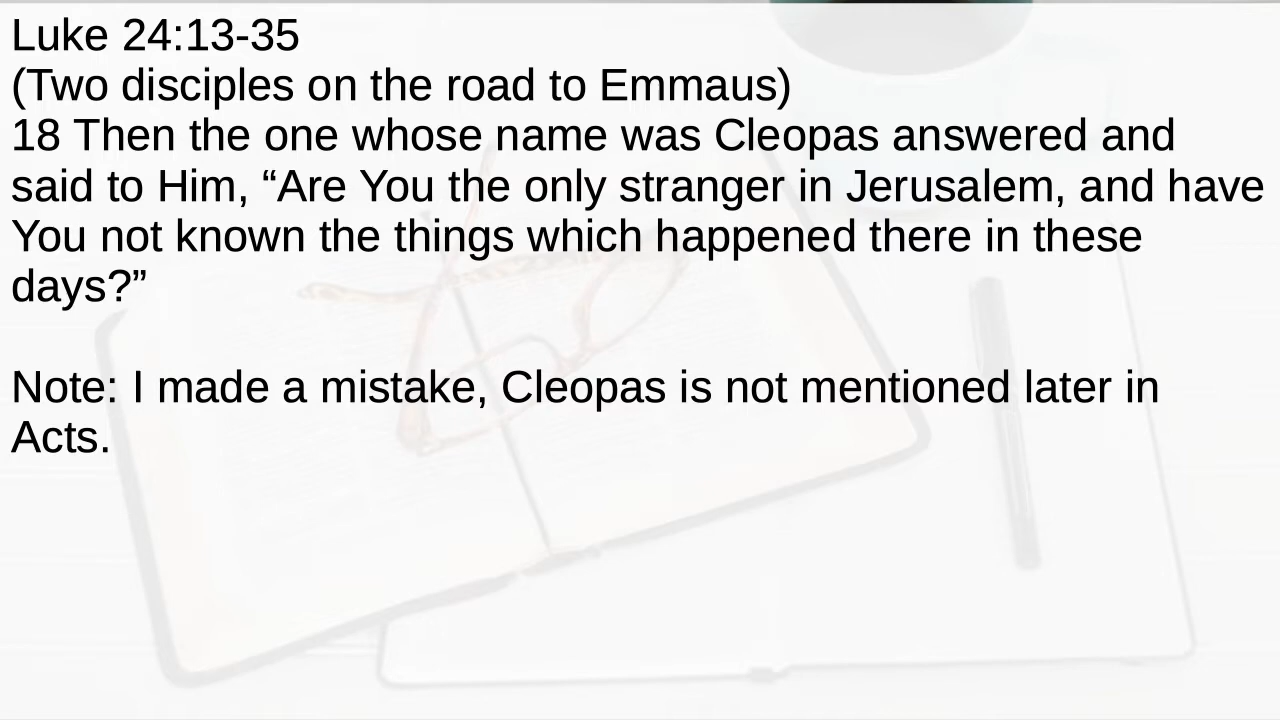 Luke 24:13-35
(Two disciples on the road to Emmaus)
18 Then the one whose name was Cleopas answered and
said to Him, “Are You the only stranger in Jerusalem, and have
You not known the things which happened there in these
days?”
Note: I made a mistake, Cleopas is not mentioned later in
Acts.